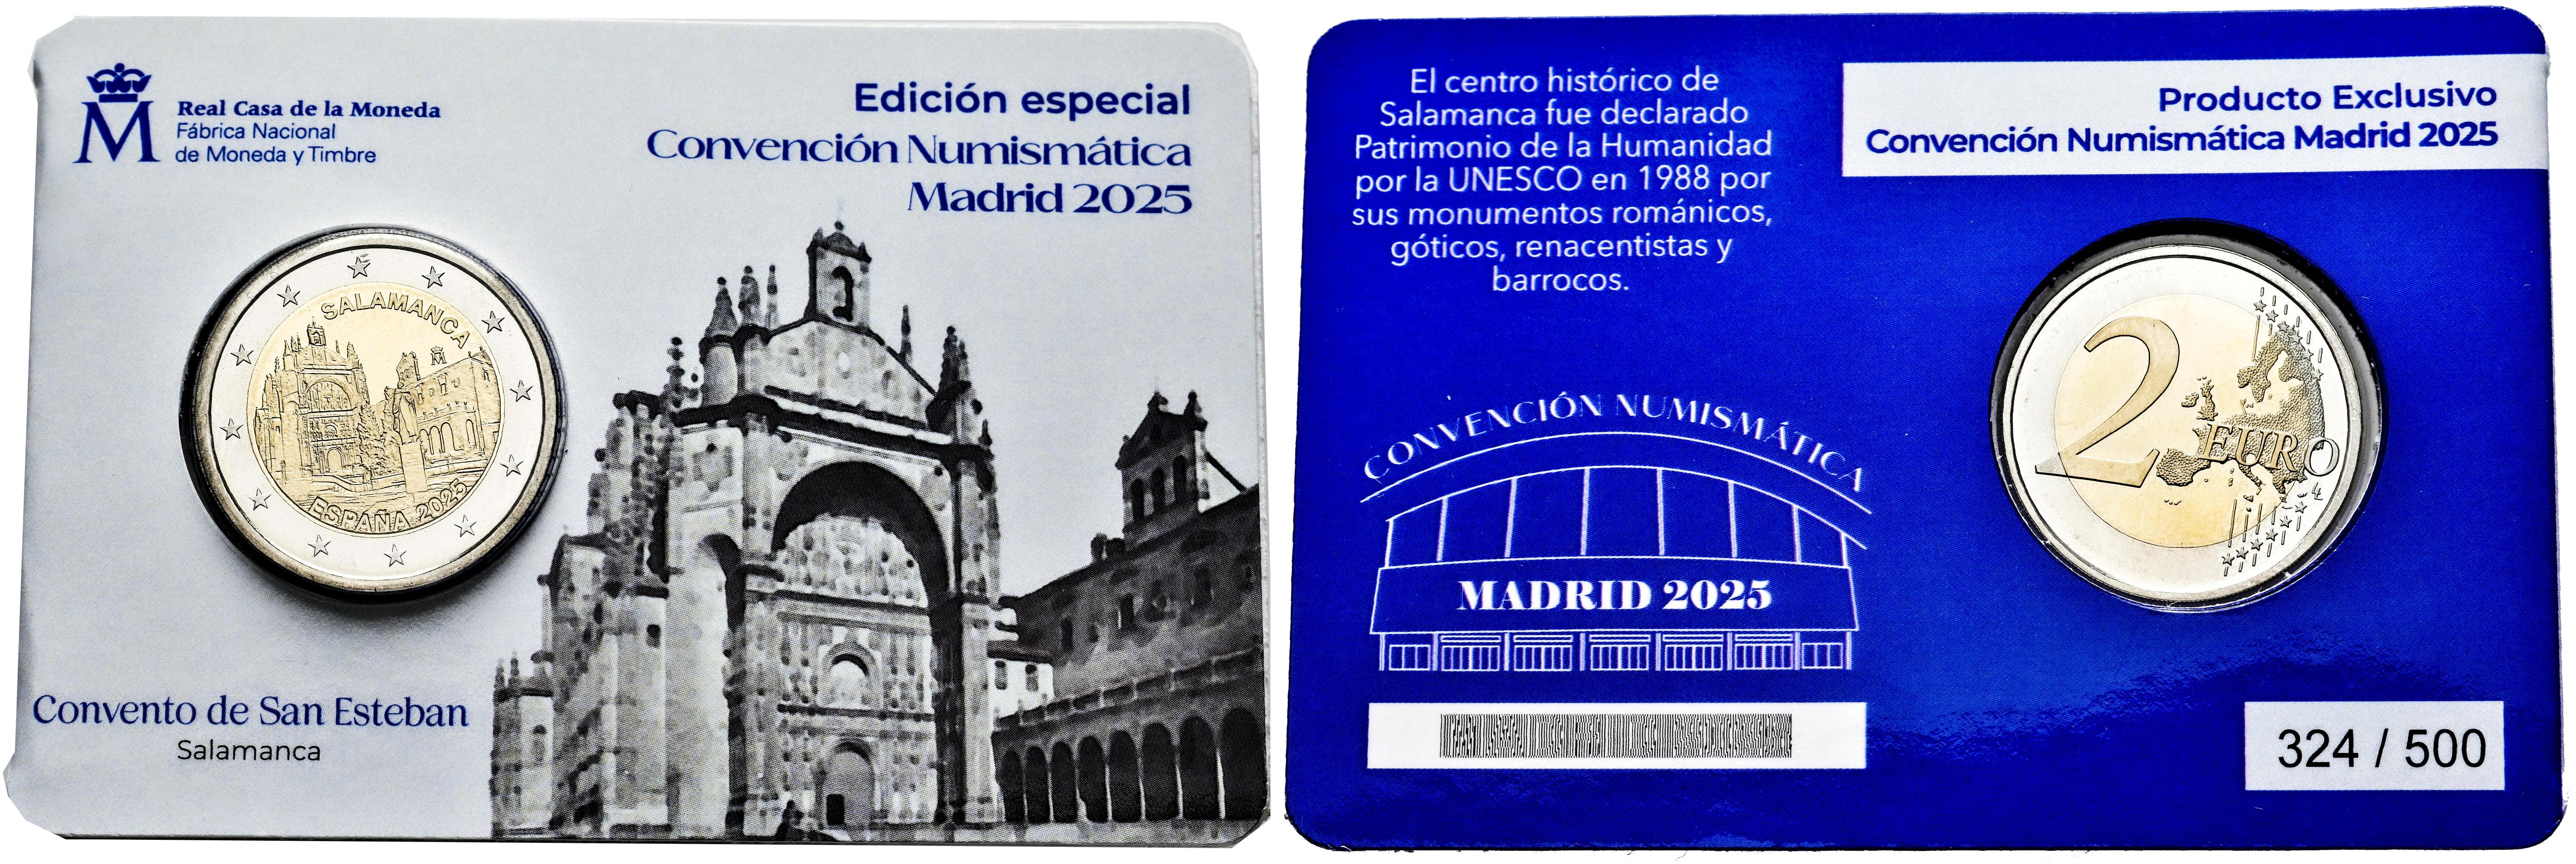 M
Real Casa de la Moneda
Fábrica Nacional
de Moneda y Timbre
Edición especial
Convención Numismática
Madrid 2025
SALAMANCA
ESPAÑA 2025
Convento de San Esteban
Salamanca
El centro histórico de
Salamanca fue declarado
Patrimonio de la Humanidad
por la UNESCO en 1988 por
sus monumentos románicos,
góticos, renacentistas y
barrocos.
Producto Exclusivo
Convención Numismática Madrid 2025
2 EURO
CONVENCIÓN NUMISMÁTICA
MADRID 2025
324 / 500